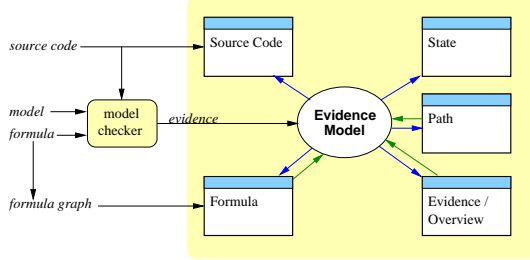 source code
Source Code
State
model
formula
model
checker
evidence
Evidence
Model
Path
formula graph
Formula
Evidence /
Overview